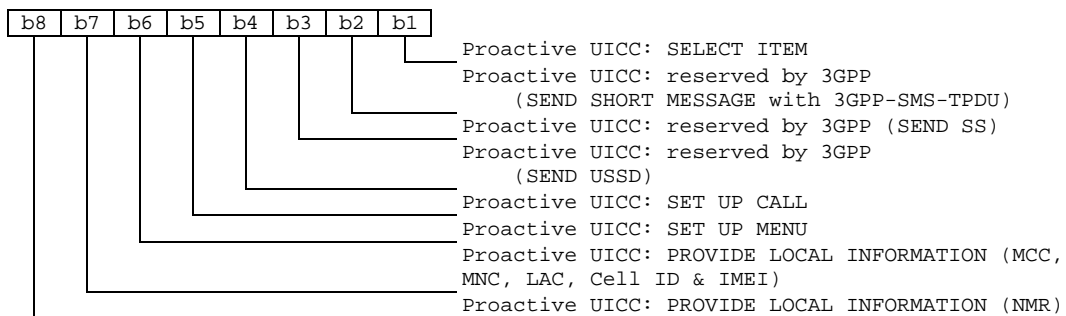 b8 b7 b6 b5 b4 b3 b2 b1
Proactive UICC: SELECT ITEM
Proactive UICC: reserved by 3GPP
(SEND SHORT MESSAGE with 3GPP-SMS-TPDU)
Proactive UICC: reserved by 3GPP (SEND SS)
Proactive UICC: reserved by 3GPP
(SEND USSD)
Proactive UICC: SET UP CALL
Proactive UICC: SET UP MENU
Proactive UICC: PROVIDE LOCAL INFORMATION (MCC,
MNC, LAC, Cell ID & IMEI)
Proactive UICC: PROVIDE LOCAL INFORMATION (NMR)